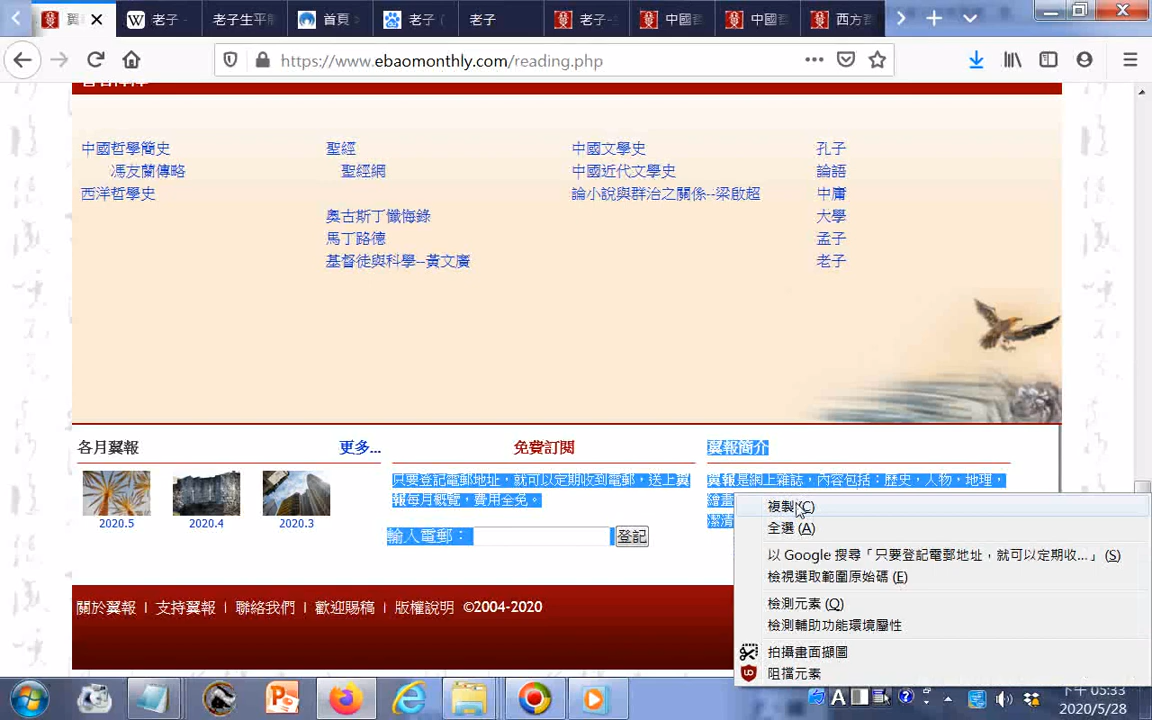 翼
老子 -
老子生平
首頁
老子 (
老子
老子 -
中國
中國
西方
https://www.ebaomonthly.com/reading.php
中國哲學簡史
馮友蘭傳略
西洋哲學史
聖經
聖經網
奧古斯丁懺悔錄
馬丁路德
基督徒與科學--黃文廣
中國文學史
中國近代文學史
論小說與群治之關係--梁啟超
孔子
論語
中庸
大學
孟子
老子
各月翼報
更多...
2020.5
2020.4
2020.3
免費訂閱
只要登記電郵地址，就可以定期收到電郵，送上翼
報每月觀覽，費用全免。
輸入電郵：
登記
翼報簡介
翼報是網上雜誌，內容包括：歷史，人物，地理，
繪畫
潔清
複製 (C)
全選 (A)
以 Google 搜尋「只要登記電郵地址，就可以定期收...」 (S)
檢視選取範圍原始碼 (E)
檢測元素 (Q)
檢測輔助功能環境屬性
拍攝畫面擷圖
阻擋元素
關於翼報 | 支持翼報 | 聯絡我們 | 歡迎賜稿 | 版權說明 ©2004-2020
下午 05:33
2020/5/28